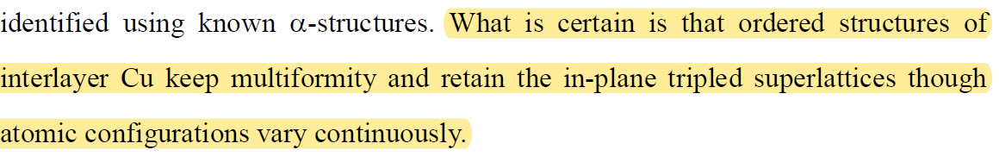 identified using known α-structures. What is certain is that ordered structures of
interlayer Cu keep multiformity and retain the in-plane tripled superlattices though
atomic configurations vary continuously.